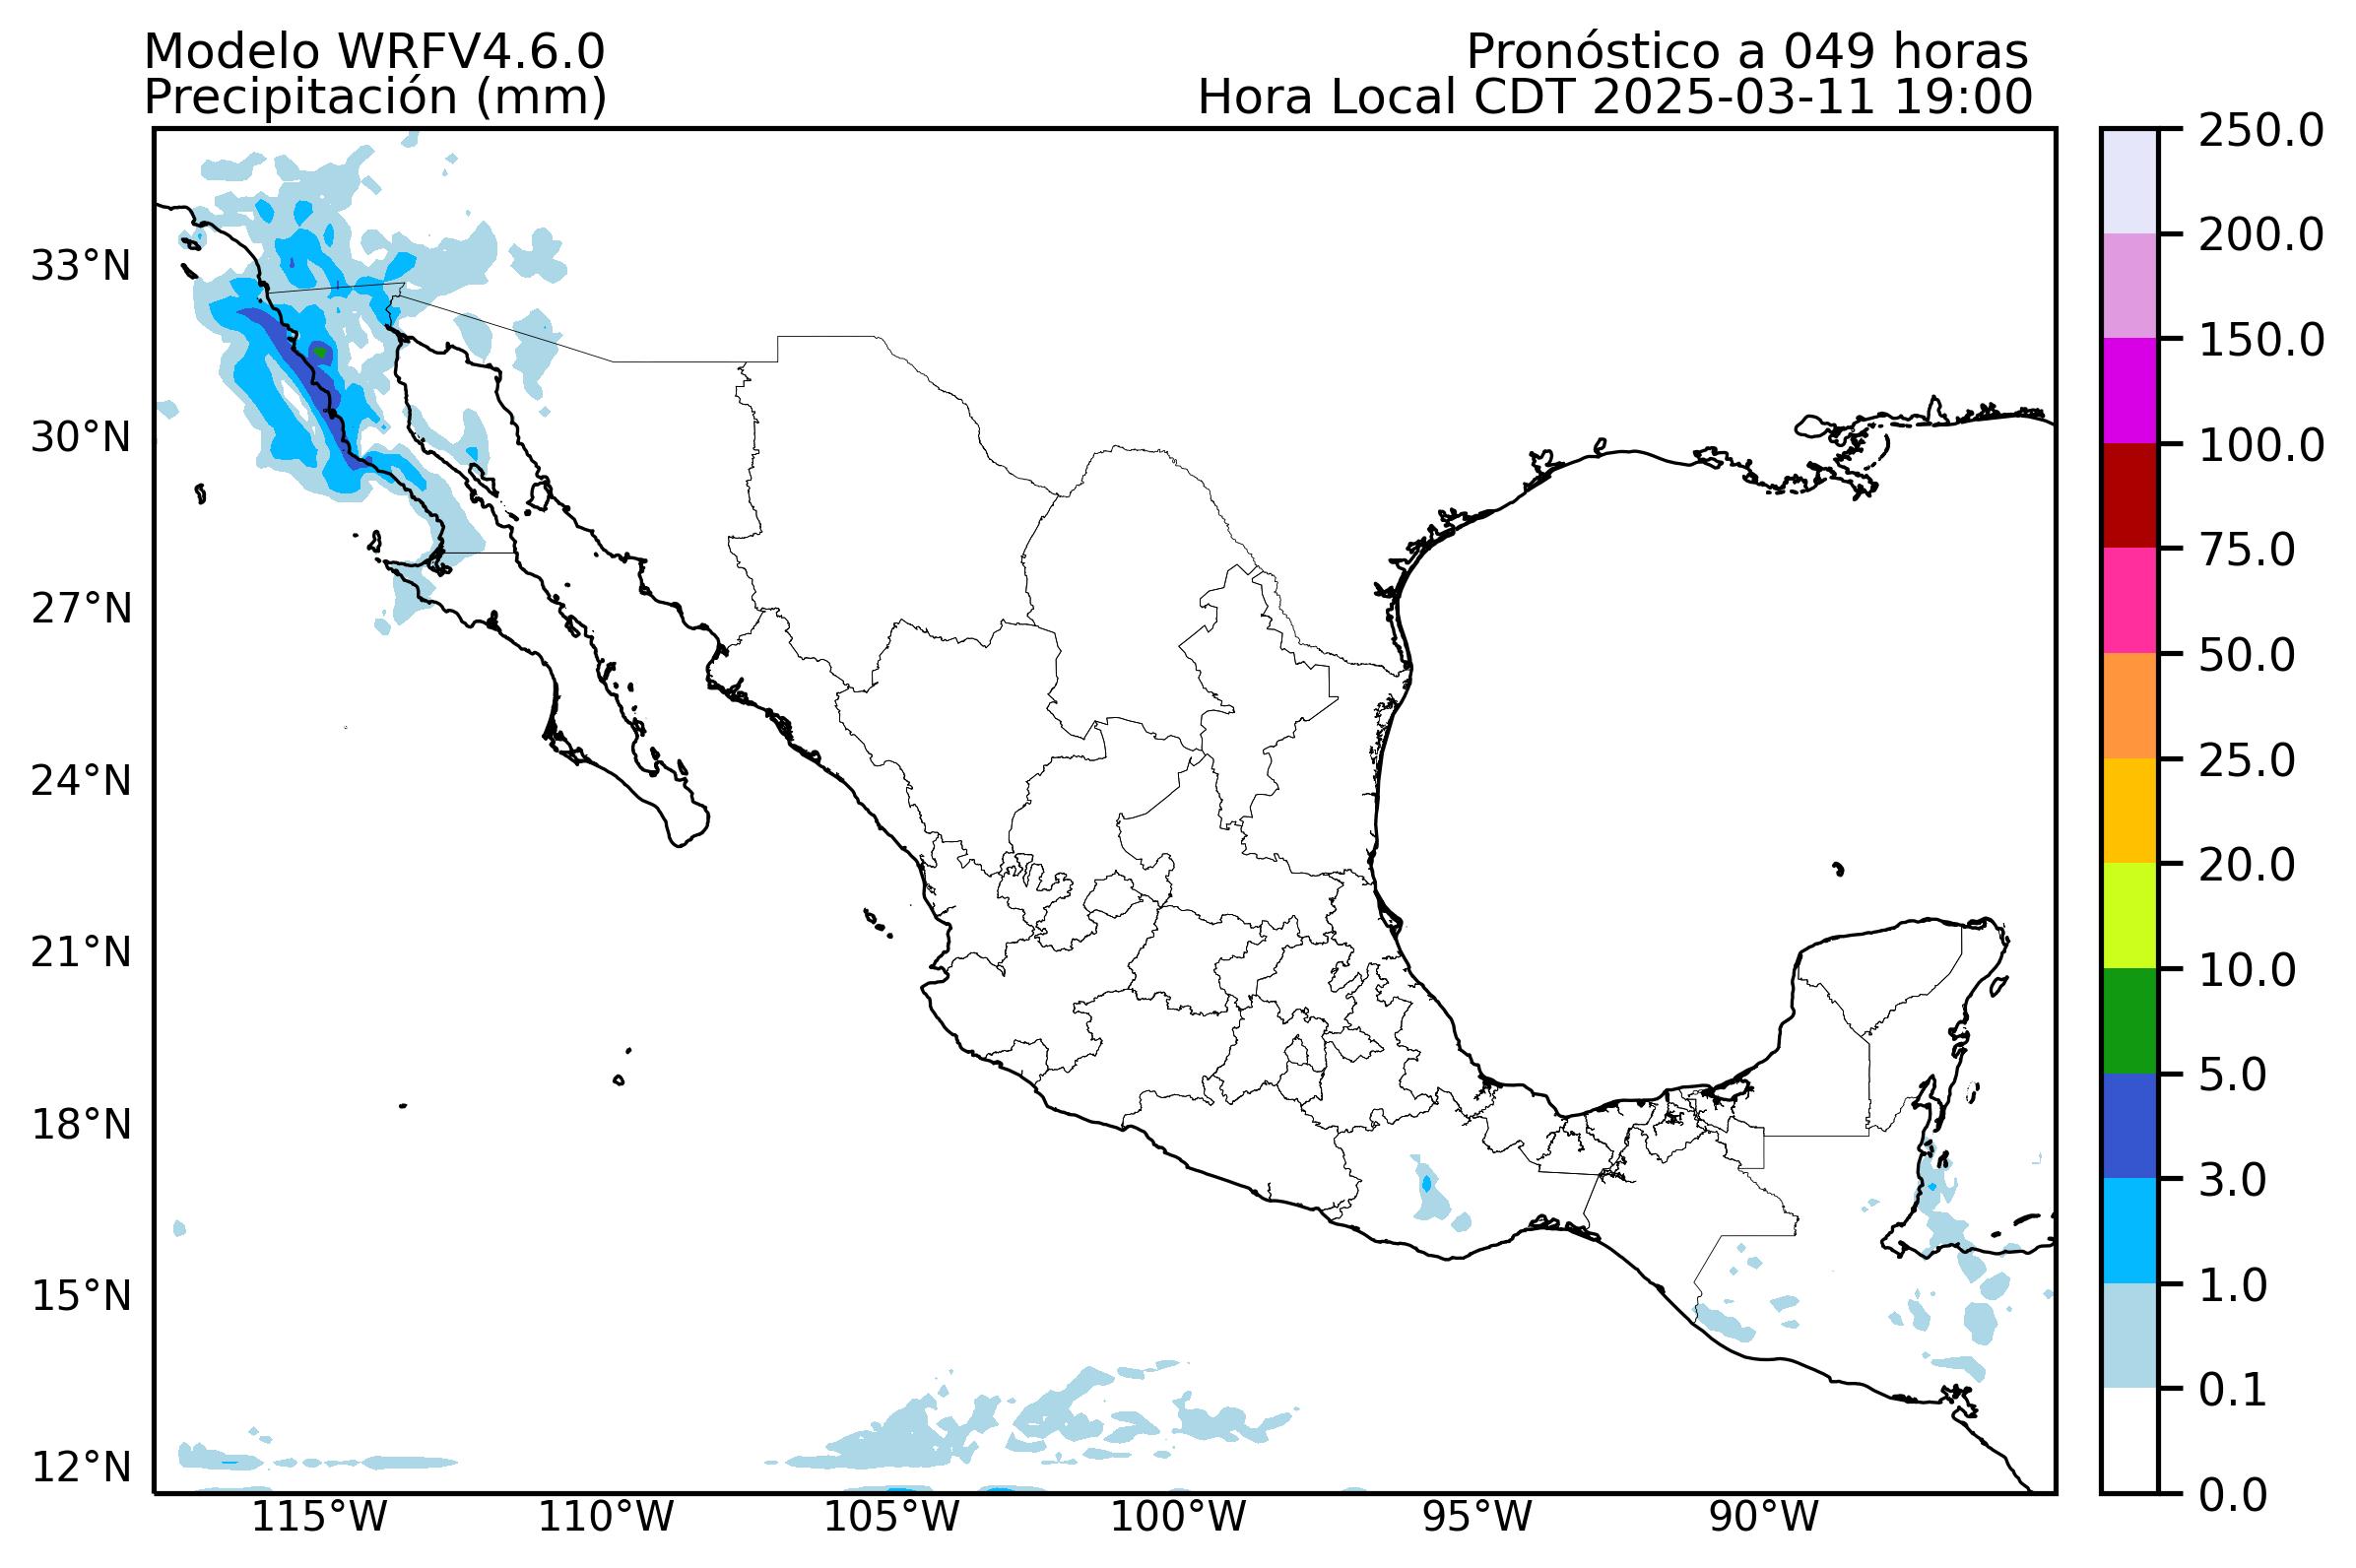 Modelo WRFV4.6.0
Precipitación (mm)
Pronóstico a 049 horas
Hora Local CDT 2025-03-11 19:00
33°N
30°N
27°N
24°N
21°N
18°N
15°N
12°N
115°W
110°W
105°W
100°W
95°W
90°W
250.0
200.0
150.0
100.0
75.0
50.0
25.0
20.0
10.0
5.0
3.0
1.0
0.1
0.0